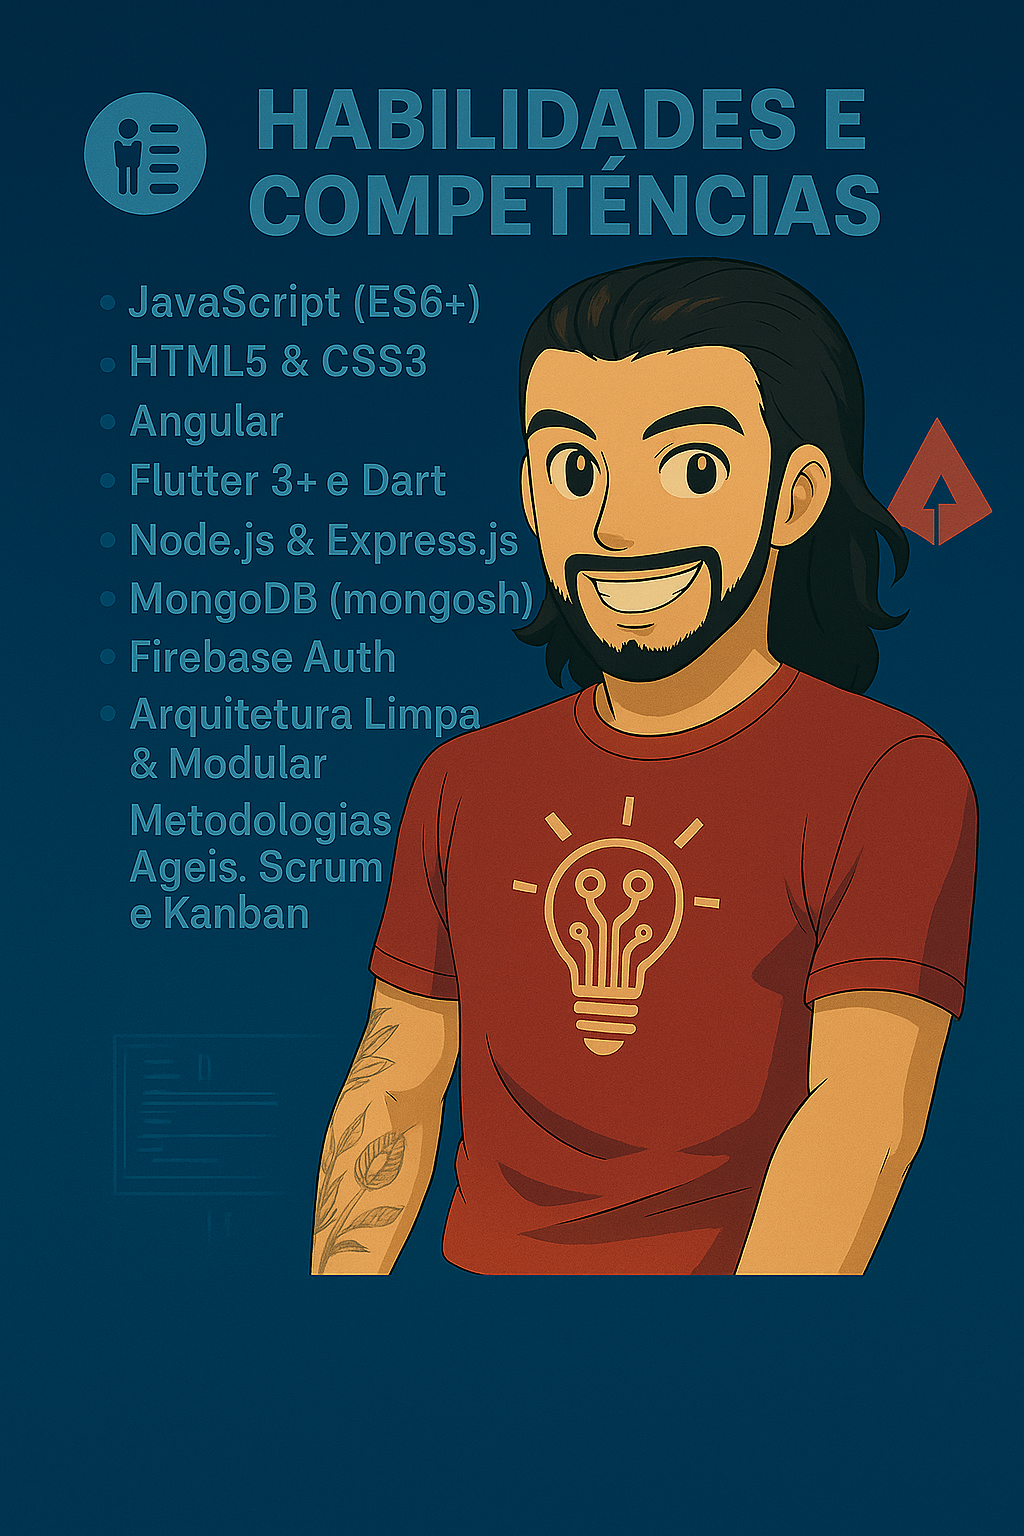 HABILIDADES E
COMPETÉNCIAS
• JavaScript (ES6+)
• HTML5 & CSS3
• Angular
• Flutter 3+ e Dart
• Node.js & Express.js
• MongoDB (mongosh)
• Firebase Auth
• Arquitetura Limpa
& Modular
Metodologias
Ageis. Scrum
e Kanban